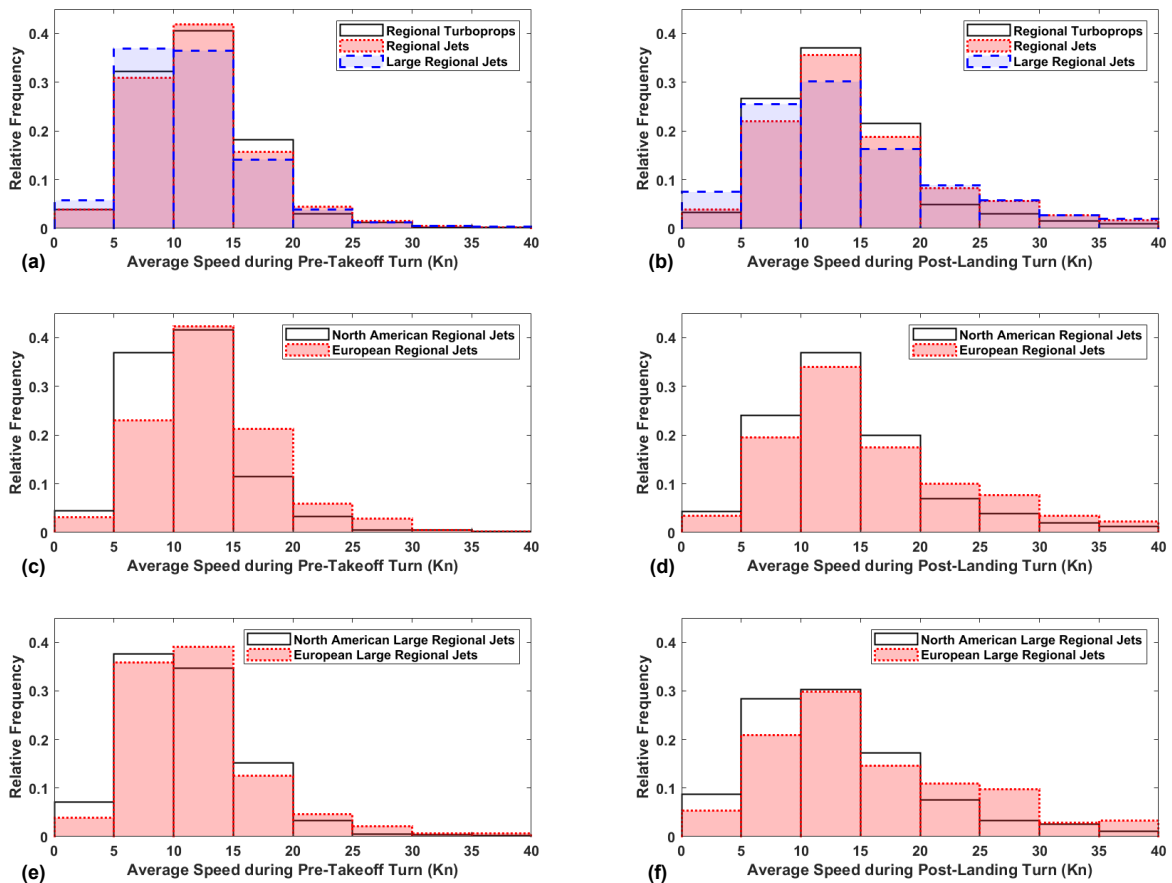 0.4
0.3
0.2
0.1
0
Relative Frequency
Regional Turboprops
Regional Jets
Large Regional Jets
0 5 10 15 20 25 30 35 40
(a) Average Speed during Pre-Takeoff Turn (Kn)
0.4
0.3
0.2
0.1
0
Relative Frequency
Regional Turboprops
Regional Jets
Large Regional Jets
0 5 10 15 20 25 30 35 40
(b) Average Speed during Post-Landing Turn (Kn)
0.4
0.3
0.2
0.1
0
Relative Frequency
North American Regional Jets
European Regional Jets
0 5 10 15 20 25 30 35 40
(c) Average Speed during Pre-Takeoff Turn (Kn)
0.4
0.3
0.2
0.1
0
Relative Frequency
North American Regional Jets
European Regional Jets
0 5 10 15 20 25 30 35 40
(d) Average Speed during Post-Landing Turn (Kn)
0.4
0.3
0.2
0.1
0
Relative Frequency
North American Large Regional Jets
European Large Regional Jets
0 5 10 15 20 25 30 35 40
(e) Average Speed during Pre-Takeoff Turn (Kn)
0.4
0.3
0.2
0.1
0
Relative Frequency
North American Large Regional Jets
European Large Regional Jets
0 5 10 15 20 25 30 35 40
(f) Average Speed during Post-Landing Turn (Kn)